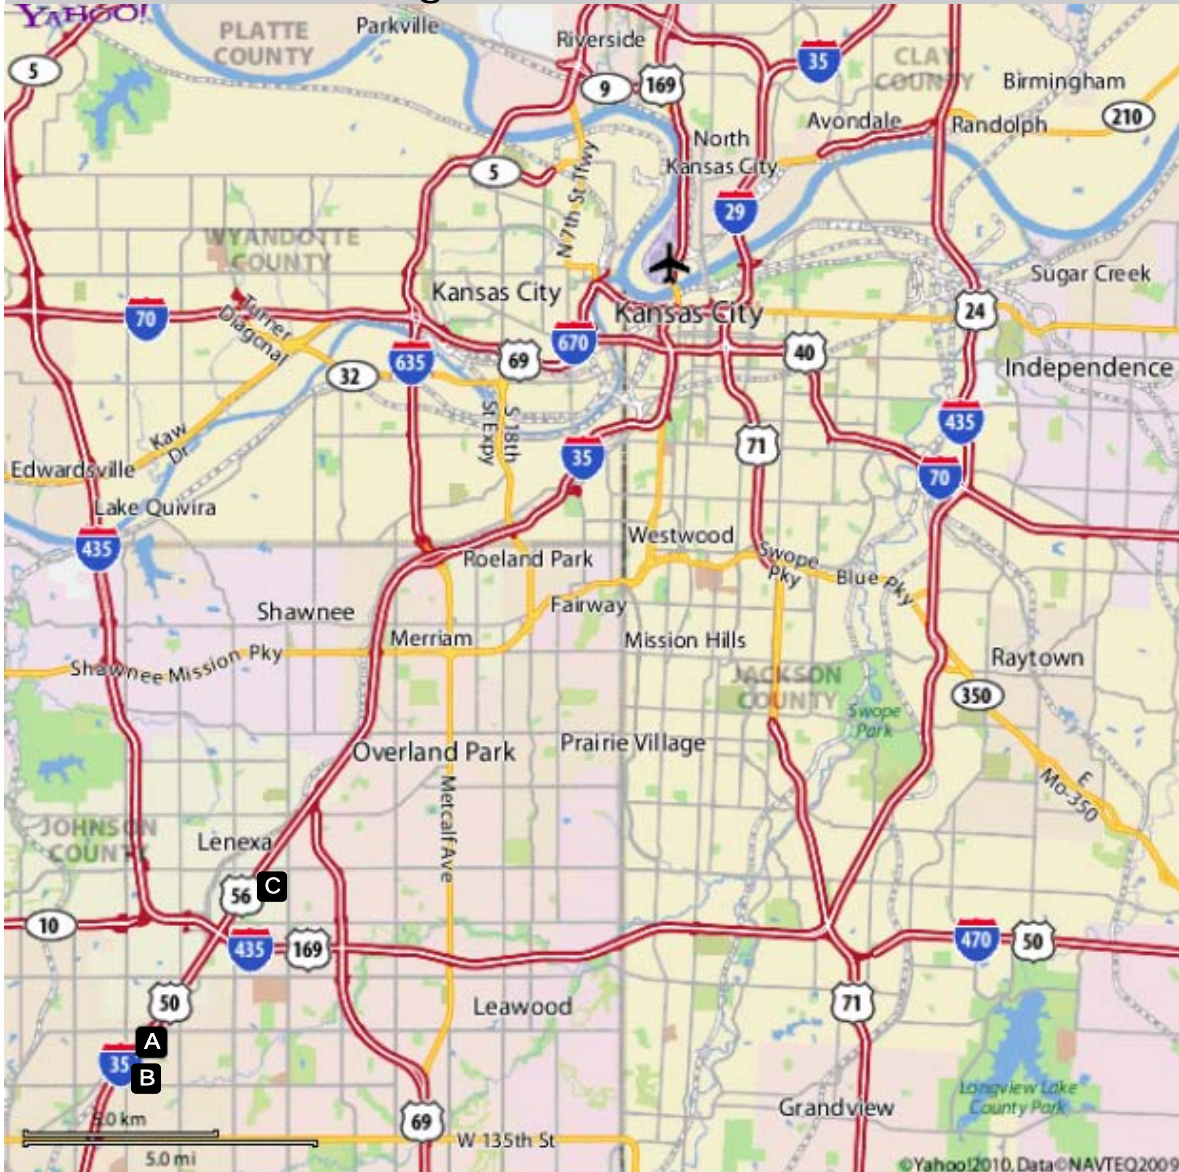 YAHOO!
PLATTE
COUNTY
Parkville
Riverside
35
CLAY
COUNTY
5
9
169
Birmingham
210
Avondale
Randolph
North
Kansas City
5
N 7th St Tfwy
29
WYANDOTTE
COUNTY
Sugar Creek
Kansas City
Kansas City
24
70
Turner
Diagonal
670
635
69
40
32
Independence
S 18th
St Expy
435
Kaw
Dr
35
71
70
Edwardsville
Lake Quivira
435
Westwood
Roeland Park
Swope
Pky
Blue Pky
Shawnee
Fairway
Merriam
Mission Hills
Shawnee Mission Pky
Raytown
JACKSON
COUNTY
350
Swope
Park
Overland Park
Prairie Village
E
Mo-350
Metcalf Ave
JOHNSON
COUNTY
Lenexa
56
C
10
435
169
470
50
50
Leawood
71
A
35
B
Longview Lake
County Park
Grandview
5.0 km
69
W 135th St
5.0 mi
©Yahoo!2010, Data©NAVTEQ2009